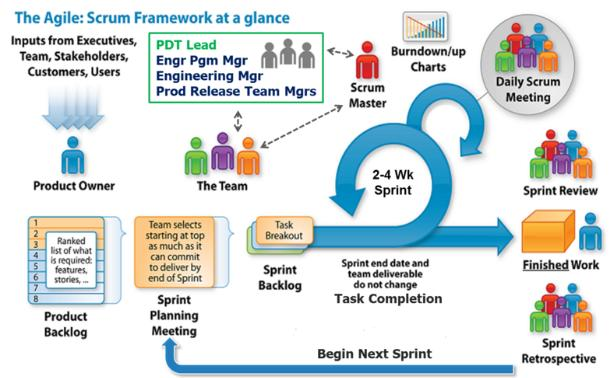 The Agile: Scrum Framework at a glance
Inputs from Executives,
Team, Stakeholders,
Customers, Users
PDT Lead
Engr Pgm Mgr
Engineering Mgr
Prod Release Team Mgrs
Scrum
Master
Burndown/up
Charts
Daily Scrum
Meeting
Product Owner
The Team
2-4 Wk
Sprint
Sprint Review
1
2
3
4
5
6
7
8
Ranked
list of what
is required:
features,
stories, ...
Product
Backlog
Team selects
starting at top
as much as it
can commit
to deliver by
end of Sprint
Sprint
Planning
Meeting
Task
Breakout
Sprint
Backlog
Sprint end date and
team deliverable
do not change
Task Completion
Finished Work
Sprint
Retrospective
Begin Next Sprint